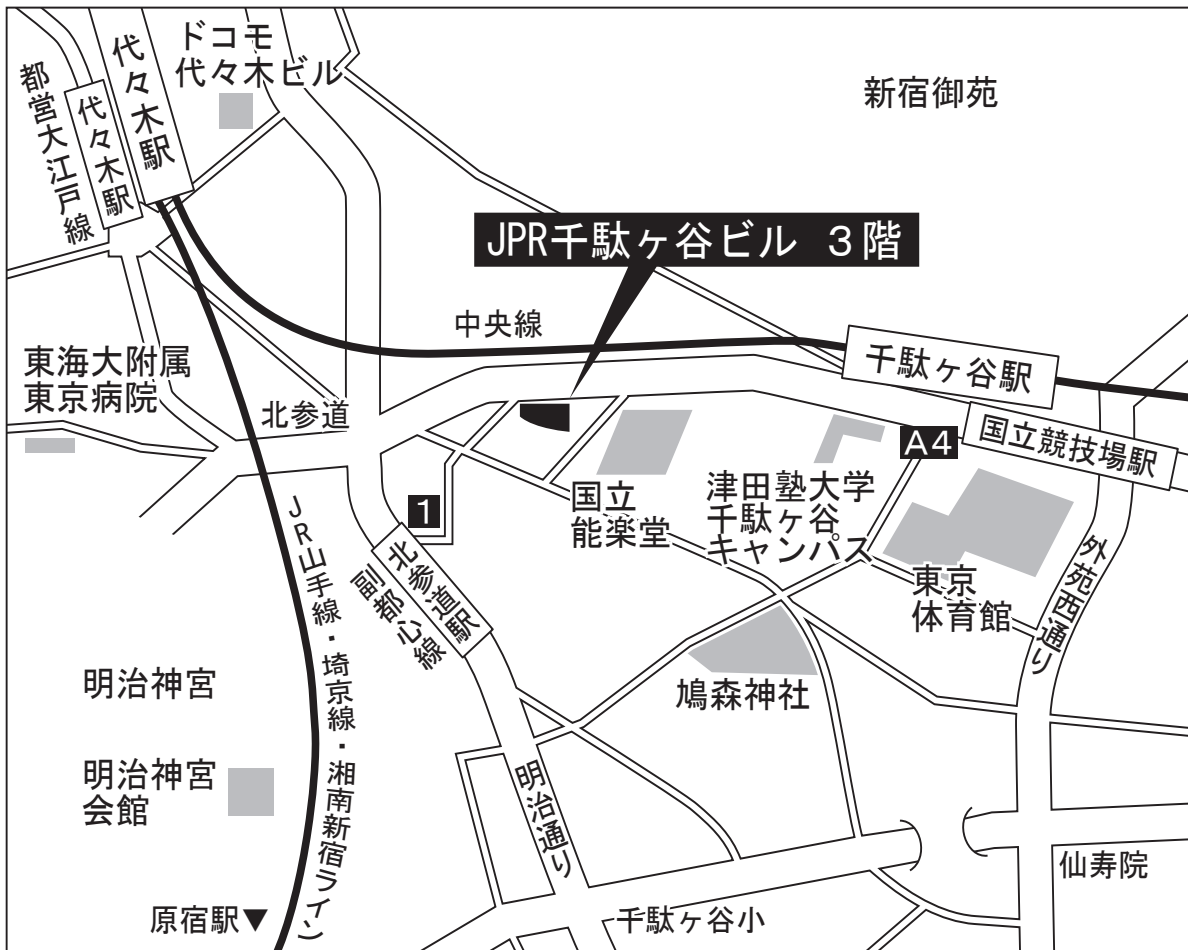 ドコモ
代々木ビル
代々木駅
代々木駅
都営大江戸線
新宿御苑
JPR千駄ヶ谷ビル 3階
中央線
千駄ヶ谷駅
国立競技場駅
東海大附属
東京病院
北参道
A4
1
国立
能楽堂
津田塾大学
千駄ヶ谷
キャンパス
東京
体育館
外苑西通り
北参道駅
副都心線
JR山手線・埼京線・湘南新宿ライン
鳩森神社
明治神宮
明治神宮
会館
明治通り
仙寿院
原宿駅▼
千駄ヶ谷小